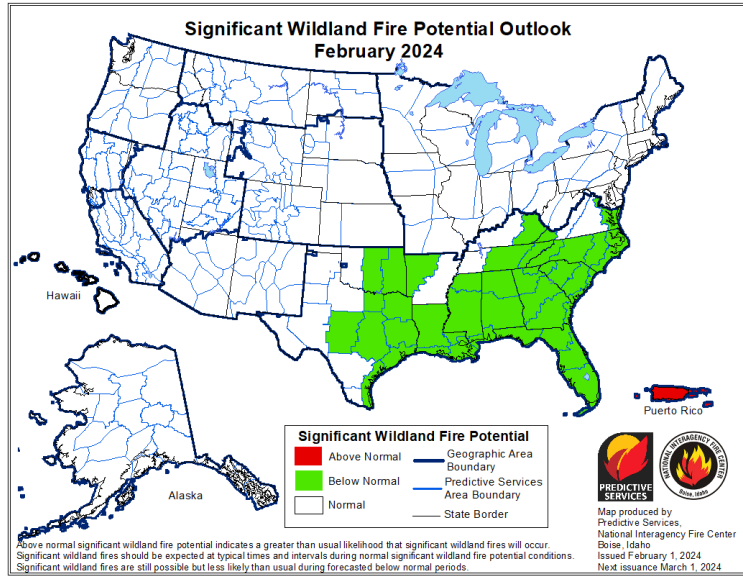 Significant Wildland Fire Potential Outlook
February 2024
Hawaii
Alaska
Puerto Rico
Significant Wildland Fire Potential
Above Normal
Below Normal
Normal
Geographic Area
Boundary
Predictive Services
Area Boundary
State Border
PREDICTIVE
SERVICES
NATIONAL INTERAGENCY FIRE CENTER
Boise, Idaho
Map produced by
Predictive Services,
National Interagency Fire Center
Boise, Idaho
Issued February 1, 2024
Next issuance March 1, 2024
Above normal significant wildland fire potential indicates a greater than usual likelihood that significant wildland fires will occur.
Significant wildland fires should be expected at typical times and intervals during normal significant wildland fire potential conditions.
Significant wildland fires are still possible but less likely than usual during forecasted below normal periods.